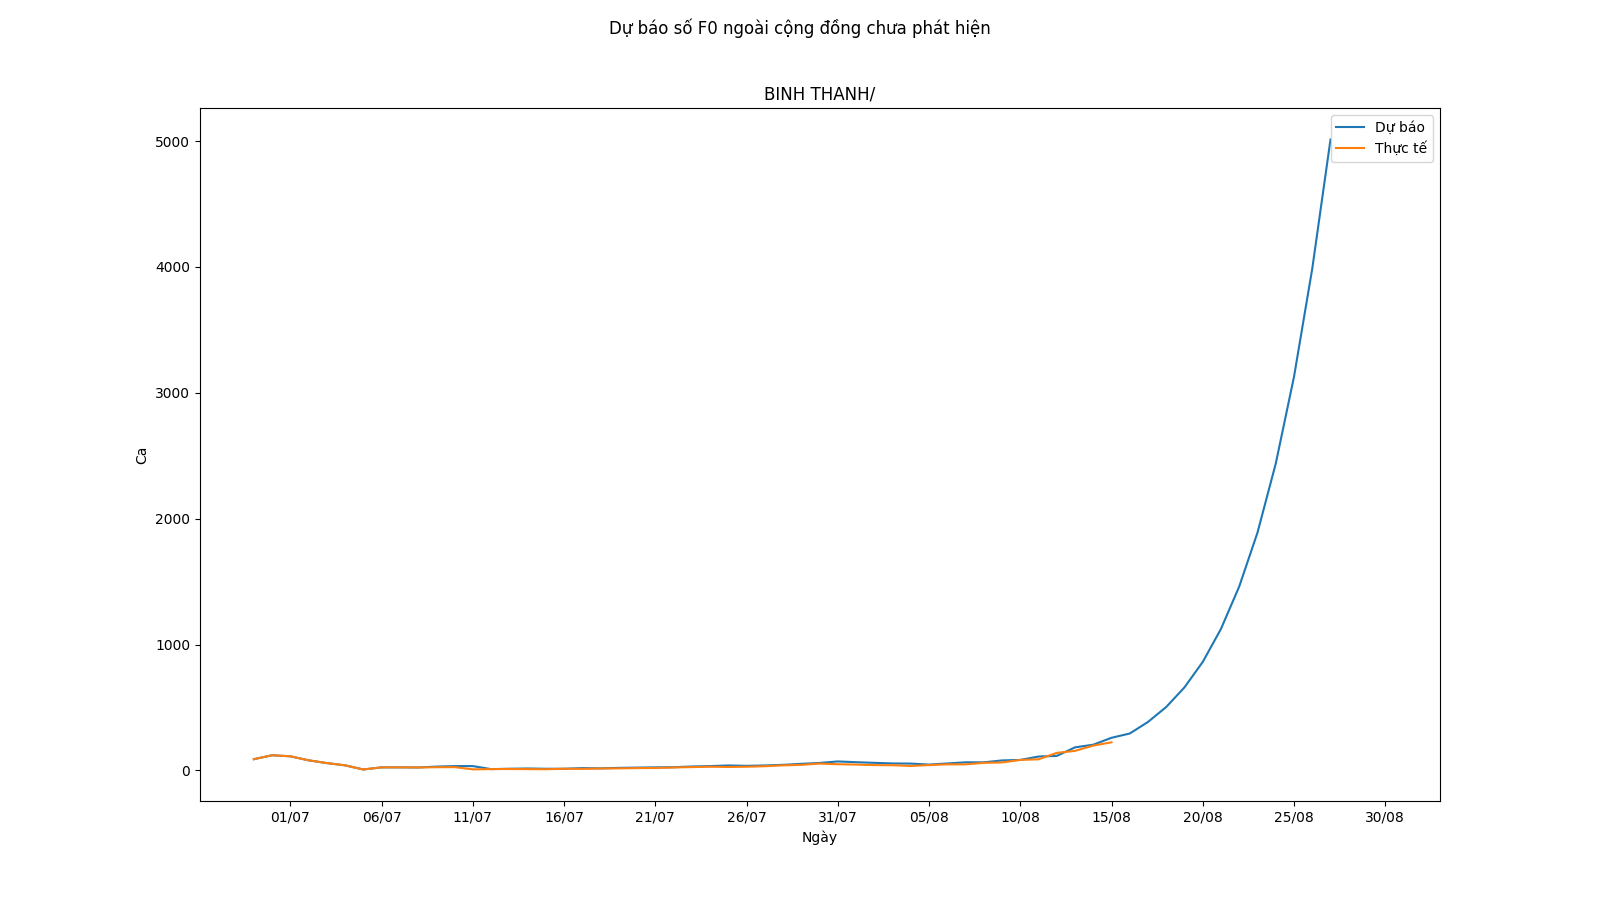 Dự báo số F0 ngoài cộng đồng chưa phát hiện
BINH THANH/
Dự báo
Thực tế
5000
4000
3000
2000
1000
0
Ca
01/07 06/07 11/07 16/07 21/07 26/07 31/07 05/08 10/08 15/08 20/08 25/08 30/08
Ngày